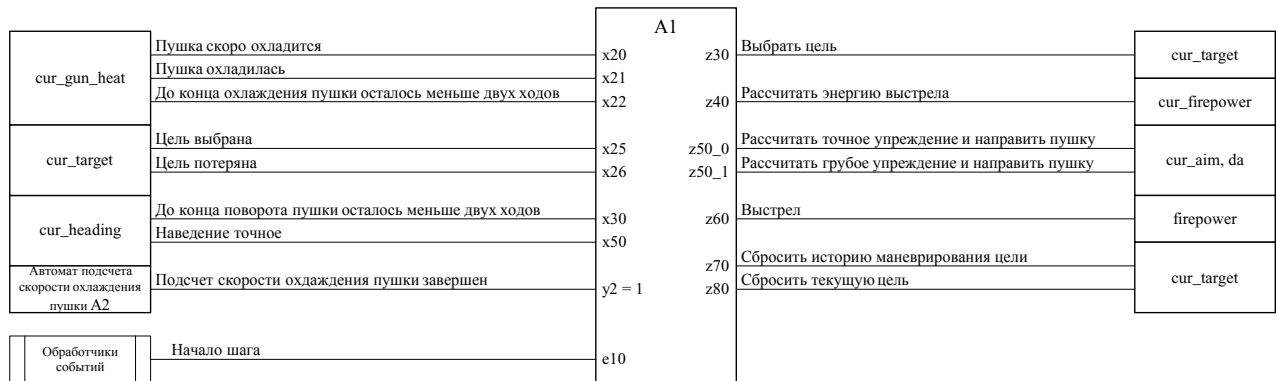 A1
cur_gun_heat
Пушка скоро охладится
x20
Пушка охладилась
x21
До конца охлаждения пушки осталось меньше двух ходов
x22
cur_target
Цель выбрана
x25
Цель потеряна
x26
cur_heading
До конца поворота пушки осталось меньше двух ходов
x30
Наведение точное
x50
Автомат подсчета
скорости охлаждения
пушки A2
Подсчет скорости охдаждения пушки завершен
y2 = 1
Обработчики
событий
Начало шага
e10
z30
Выбрать цель
cur_target
z40
Рассчитать энергию выстрела
cur_firepower
z50_0
Рассчитать точное упреждение и направить пушку
z50_1
Рассчитать грубое упреждение и направить пушку
cur_aim, da
z60
Выстрел
firepower
z70
Сбросить историю маневрирования цели
z80
Сбросить текущую цель
cur_target